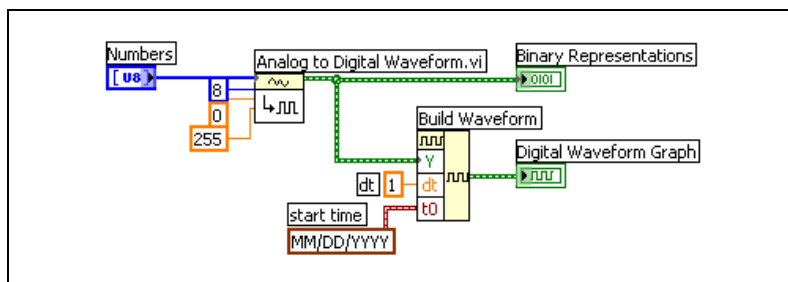 Numbers
[U8]
Analog to Digital Waveform.vi
Binary Representations
0101
8
0
255
Build Waveform
Y
Digital Waveform Graph
dt
1
dt
start time
t0
MM/DD/YYYY